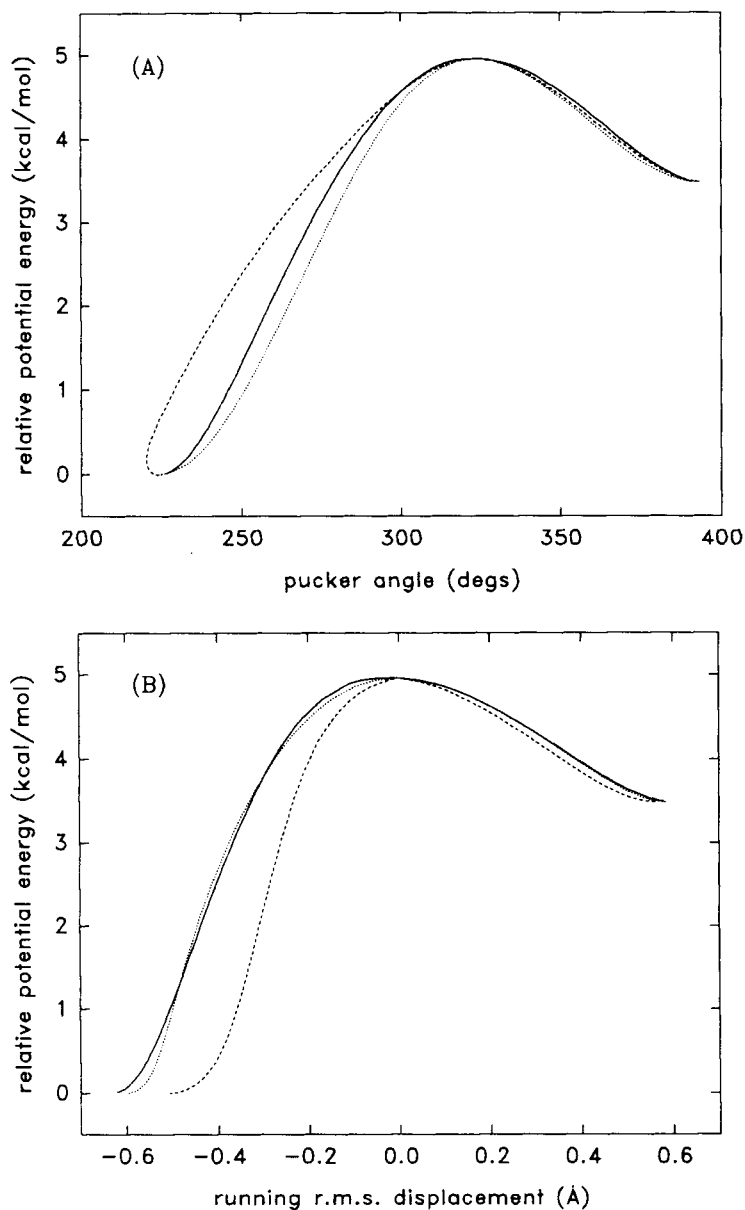 (A)
relative potential energy (kcal/mol)
5
4
3
2
1
0
200 250 300 350 400
pucker angle (degs)
(B)
relative potential energy (kcal/mol)
5
4
3
2
1
0
−0.6 −0.4 −0.2 0.0 0.2 0.4 0.6
running r.m.s. displacement (Å)